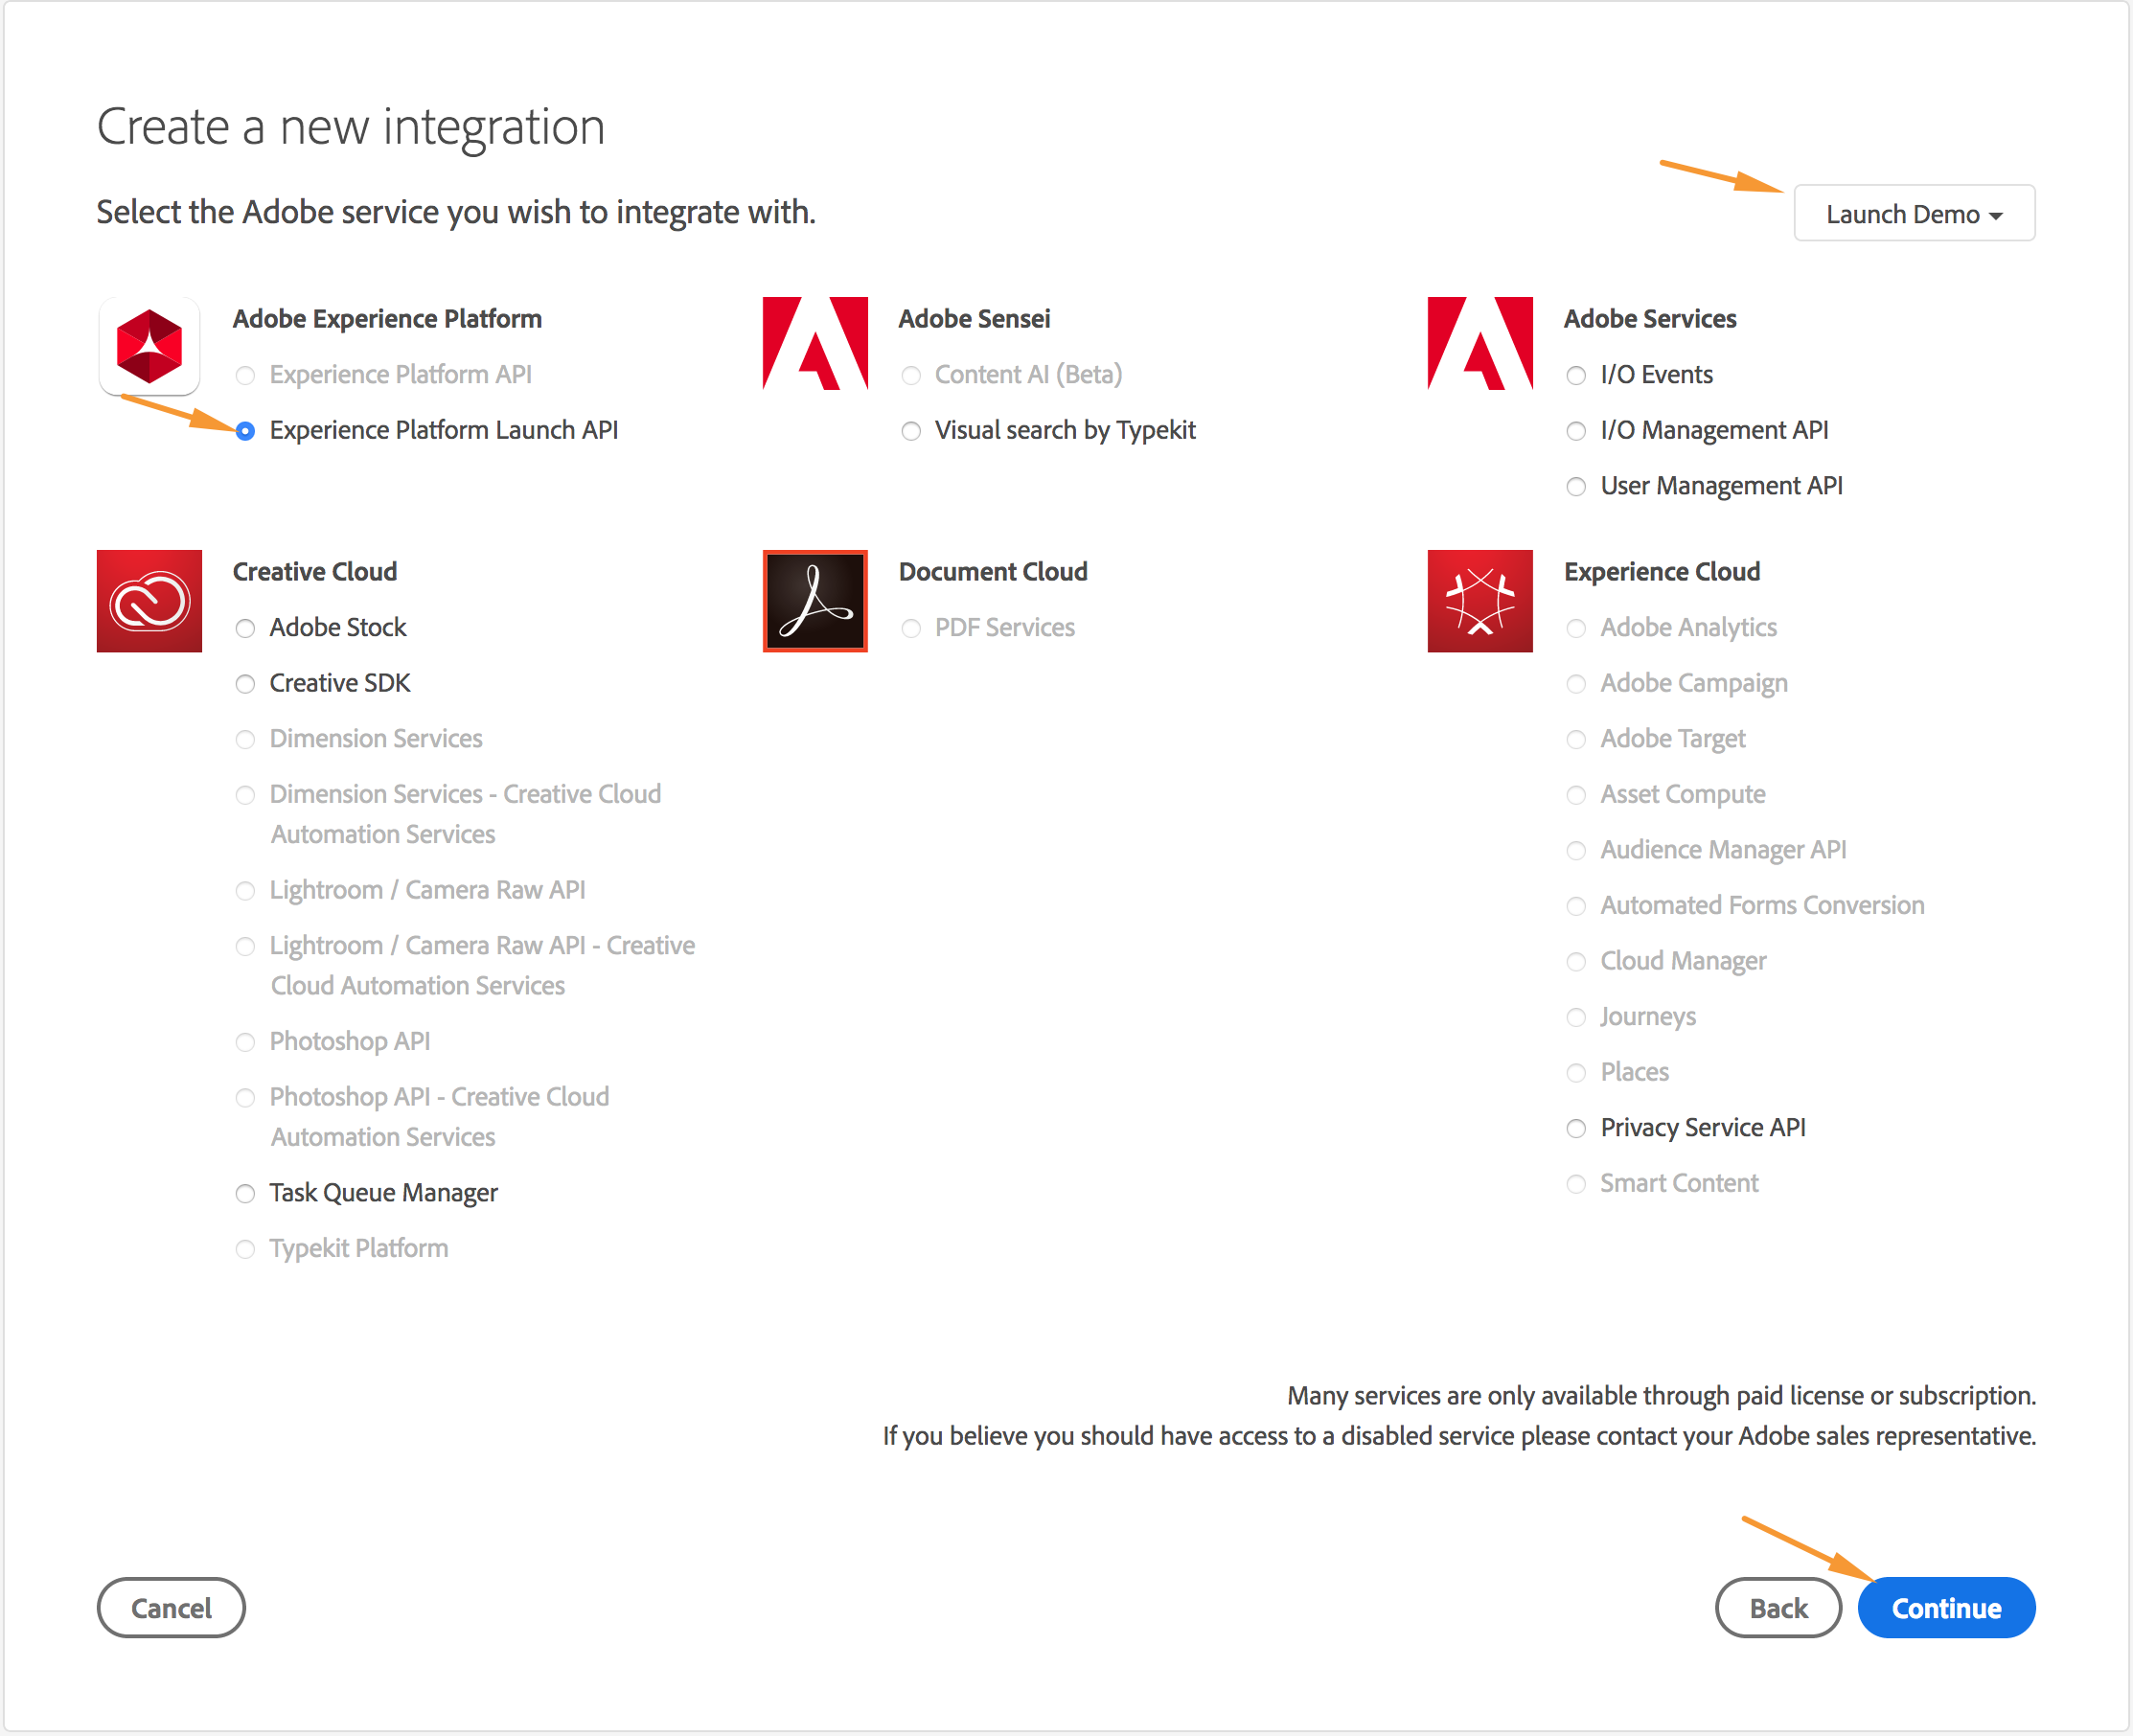 Create a new integration
Select the Adobe service you wish to integrate with.
Launch Demo
Adobe Experience Platform
Experience Platform API
Experience Platform Launch API
Adobe Sensei
Content AI (Beta)
Visual search by Typekit
Adobe Services
I/O Events
I/O Management API
User Management API
Creative Cloud
Adobe Stock
Creative SDK
Dimension Services
Dimension Services - Creative Cloud
Automation Services
Lightroom / Camera Raw API
Lightroom / Camera Raw API - Creative
Cloud Automation Services
Photoshop API
Photoshop API - Creative Cloud
Automation Services
Task Queue Manager
Typekit Platform
Document Cloud
PDF Services
Experience Cloud
Adobe Analytics
Adobe Campaign
Adobe Target
Asset Compute
Audience Manager API
Automated Forms Conversion
Cloud Manager
Journeys
Places
Privacy Service API
Smart Content
Many services are only available through paid license or subscription.
If you believe you should have access to a disabled service please contact your Adobe sales representative.
Cancel
Back
Continue